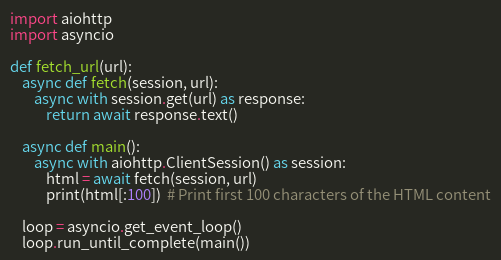 import aiohttp
import asyncio

def fetch_url(url):
    async def fetch(session, url):
        async with session.get(url) as response:
            return await response.text()

    async def main():
        async with aiohttp.ClientSession() as session:
            html = await fetch(session, url)
            print(html[:100])  # Print first 100 characters of the HTML content

    loop = asyncio.get_event_loop()
    loop.run_until_complete(main())